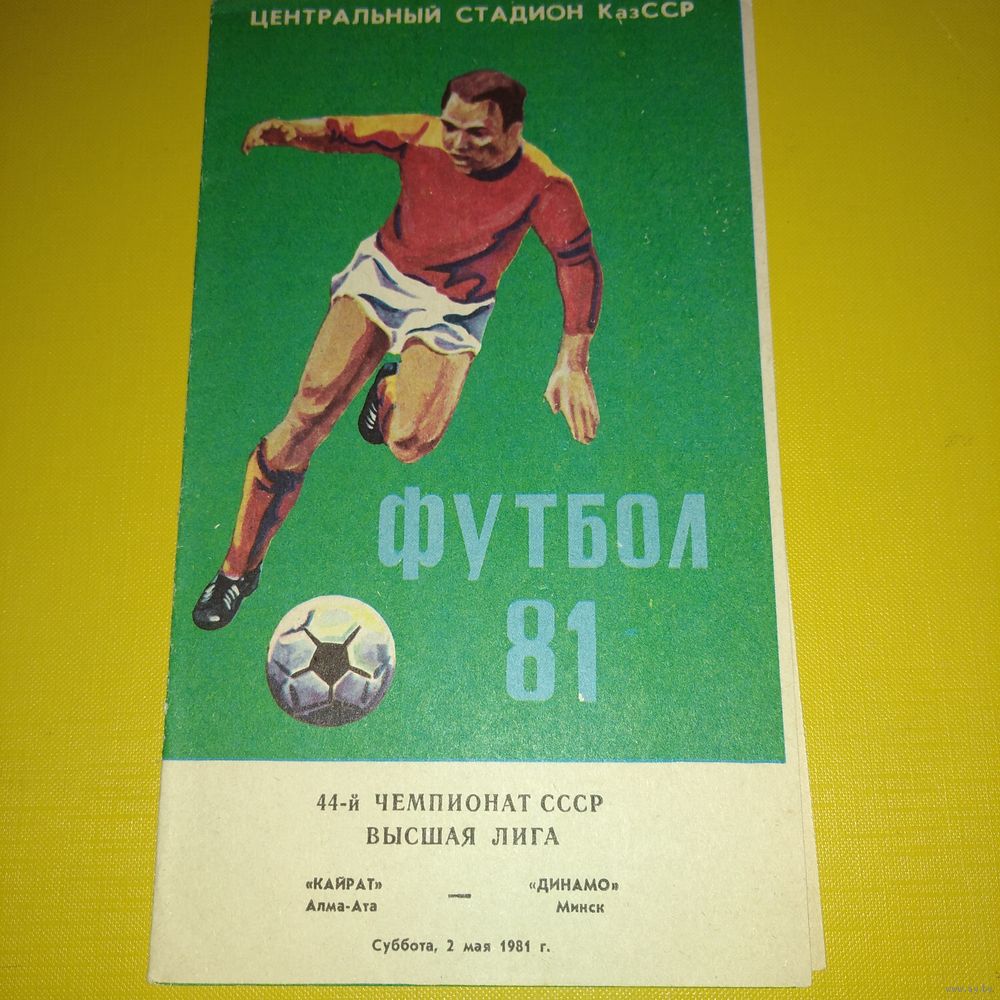 ЦЕНТРАЛЬНЫЙ СТАДИОН КазССР
ФУТБОЛ
81
44-й ЧЕМПИОНАТ СССР
ВЫСШАЯ ЛИГА
«КАЙРАТ» — «ДИНАМО»
Алма-Ата Минск
Суббота, 2 мая 1981 г.